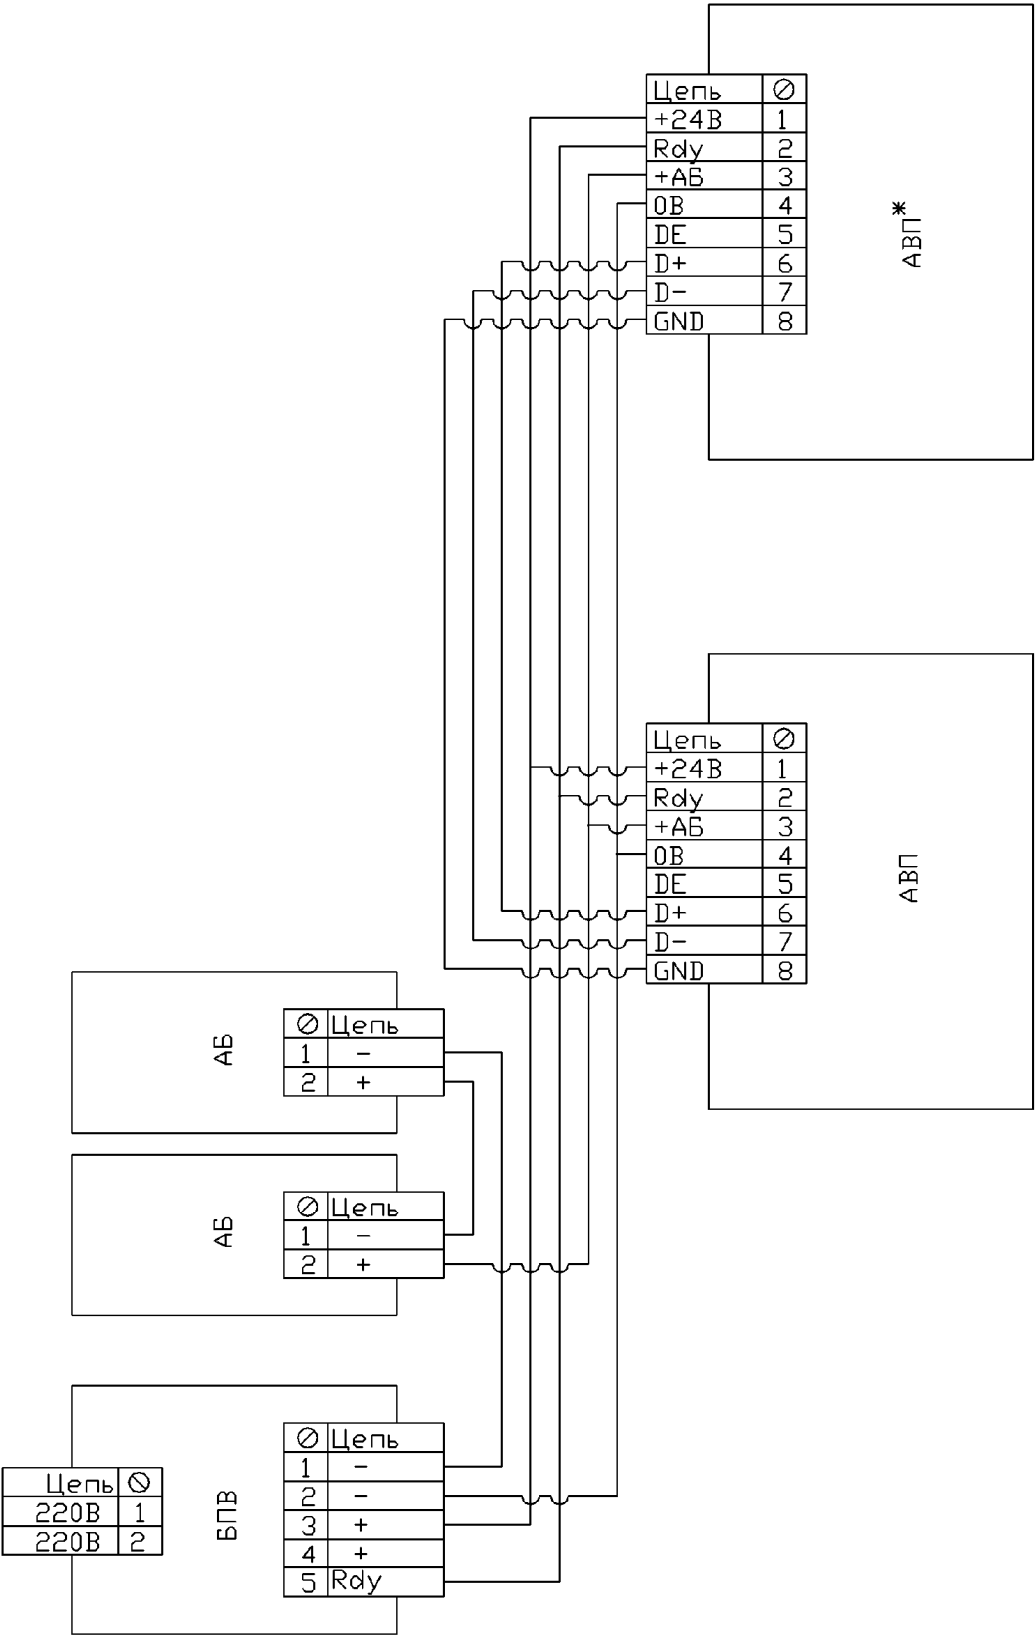 Цепь ⊘
+24В 1
Rdy 2
+АБ 3
0В 4
DE 5
D+ 6
D- 7
GND 8
АВП*
Цепь ⊘
+24В 1
Rdy 2
+АБ 3
0В 4
DE 5
D+ 6
D- 7
GND 8
АВП
АБ
⊘ Цепь
1 -
2 +
АБ
⊘ Цепь
1 -
2 +
БПВ
⊘ Цепь
1 -
2 -
3 +
4 +
5 Rdy
Цепь ⊘
220В 1
220В 2